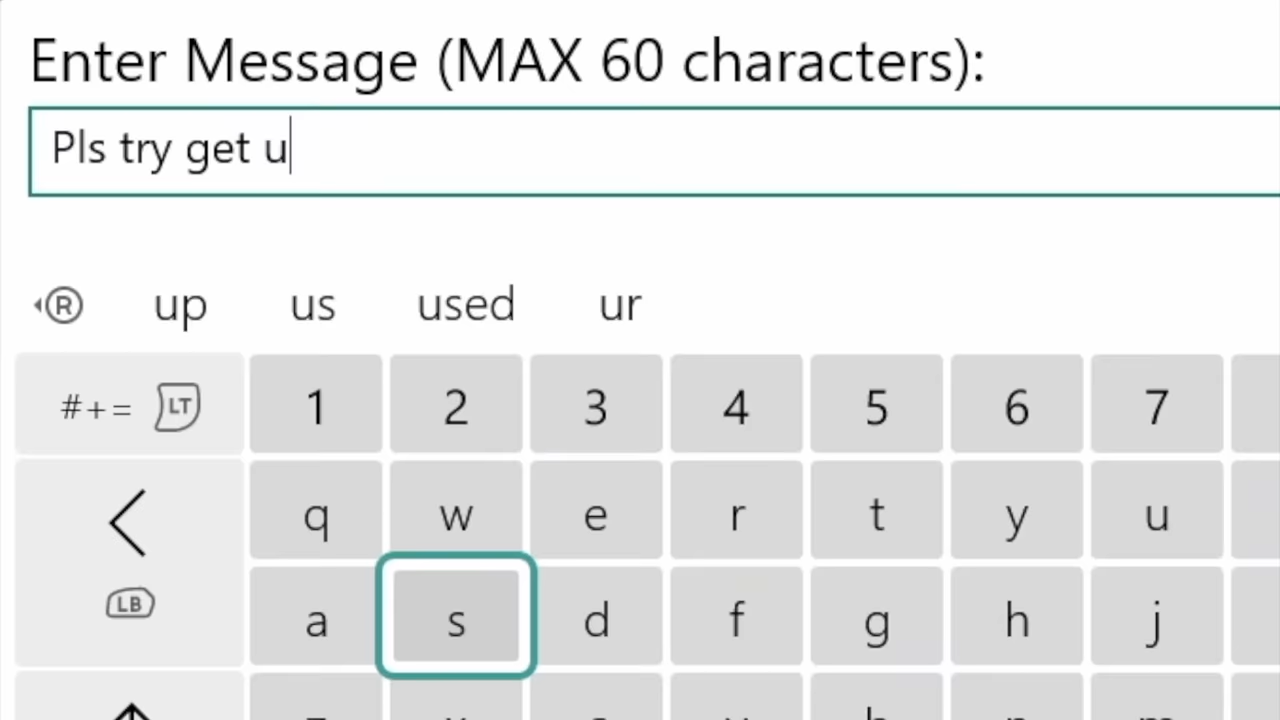 Enter Message (MAX 60 characters):
Pls try get u
R up us used ur
#+= LT 1 2 3 4 5 6 7
q w e r t y u
LB
a s d f g h j